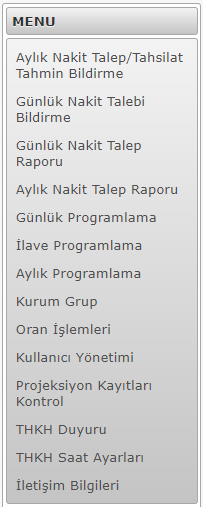 MENU
Aylık Nakit Talep/Tahsilat
Tahmin Bildirme
Günlük Nakit Talebi
Bildirme
Günlük Nakit Talep
Raporu
Aylık Nakit Talep Raporu
Günlük Programlama
İlave Programlama
Aylık Programlama
Kurum Grup
Oran İşlemleri
Kullanıcı Yönetimi
Projeksiyon Kayıtları
Kontrol
THKH Duyuru
THKH Saat Ayarları
İletişim Bilgileri